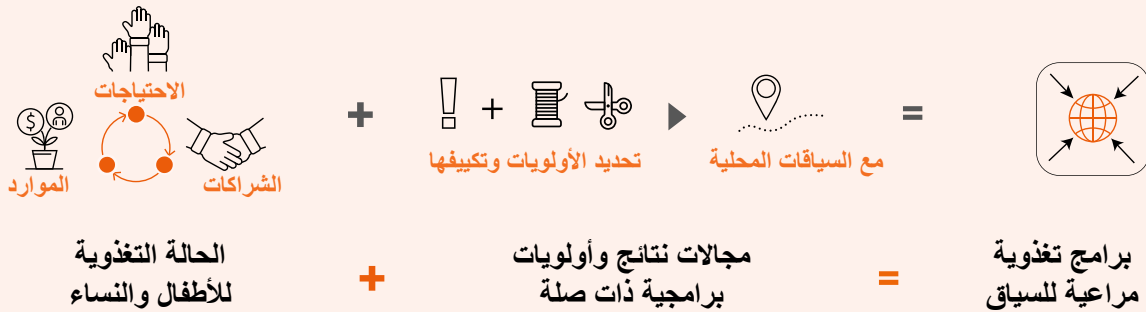 الاحتياجات
الموارد
الشراكات
+
+
تحديد الأولويات وتكييفها
مع السياقات المحلية
=
الحالة التغذوية
للأطفال والنساء
+
مجالات نتائج وأولويات
برامجية ذات صلة
=
برامج تغذوية
مراعية للسياق